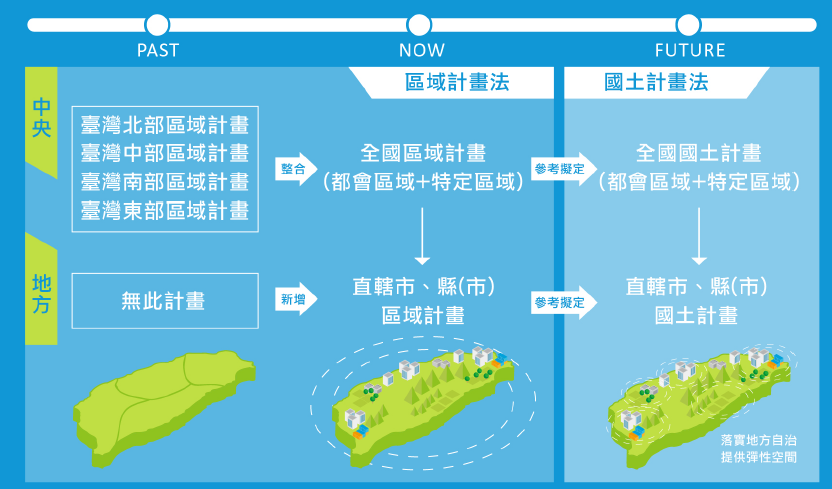 PAST
NOW
FUTURE
區域計畫法
國土計畫法
中央
臺灣北部區域計畫
臺灣中部區域計畫
臺灣南部區域計畫
臺灣東部區域計畫
整合
全國區域計畫
(都會區域+特定區域)
參考擬定
全國國土計畫
(都會區域+特定區域)
地方
無此計畫
新增
直轄市、縣(市)
區域計畫
參考擬定
直轄市、縣(市)
國土計畫
落實地方自治
提供彈性空間